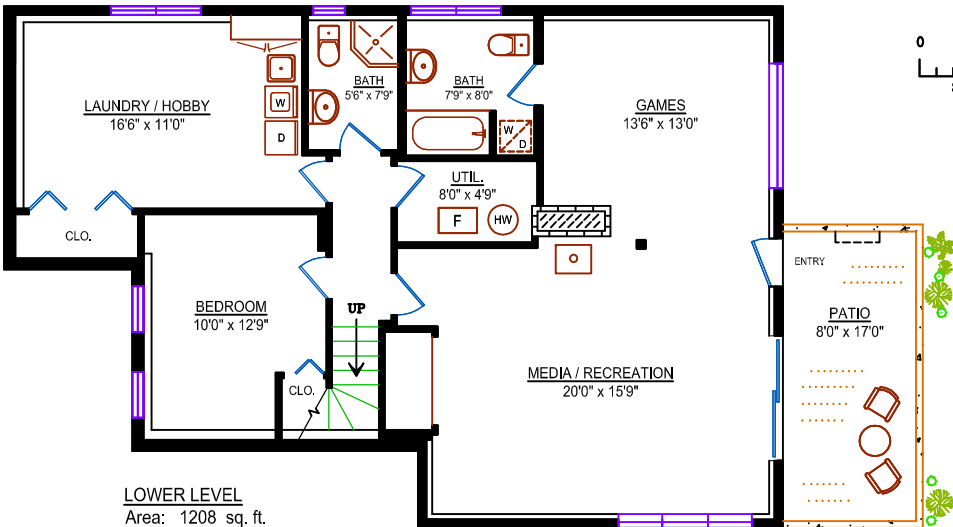 0
LAUNDRY / HOBBY
16'6" x 11'0"
W
D
BATH
5'6" x 7'9"
BATH
7'9" x 8'0"
W
D
GAMES
13'6" x 13'0"
UTIL.
8'0" x 4'9"
F
HW
CLO.
BEDROOM
10'0" x 12'9"
UP
CLO.
MEDIA / RECREATION
20'0" x 15'9"
ENTRY
PATIO
8'0" x 17'0"
LOWER LEVEL
Area: 1208 sq. ft.